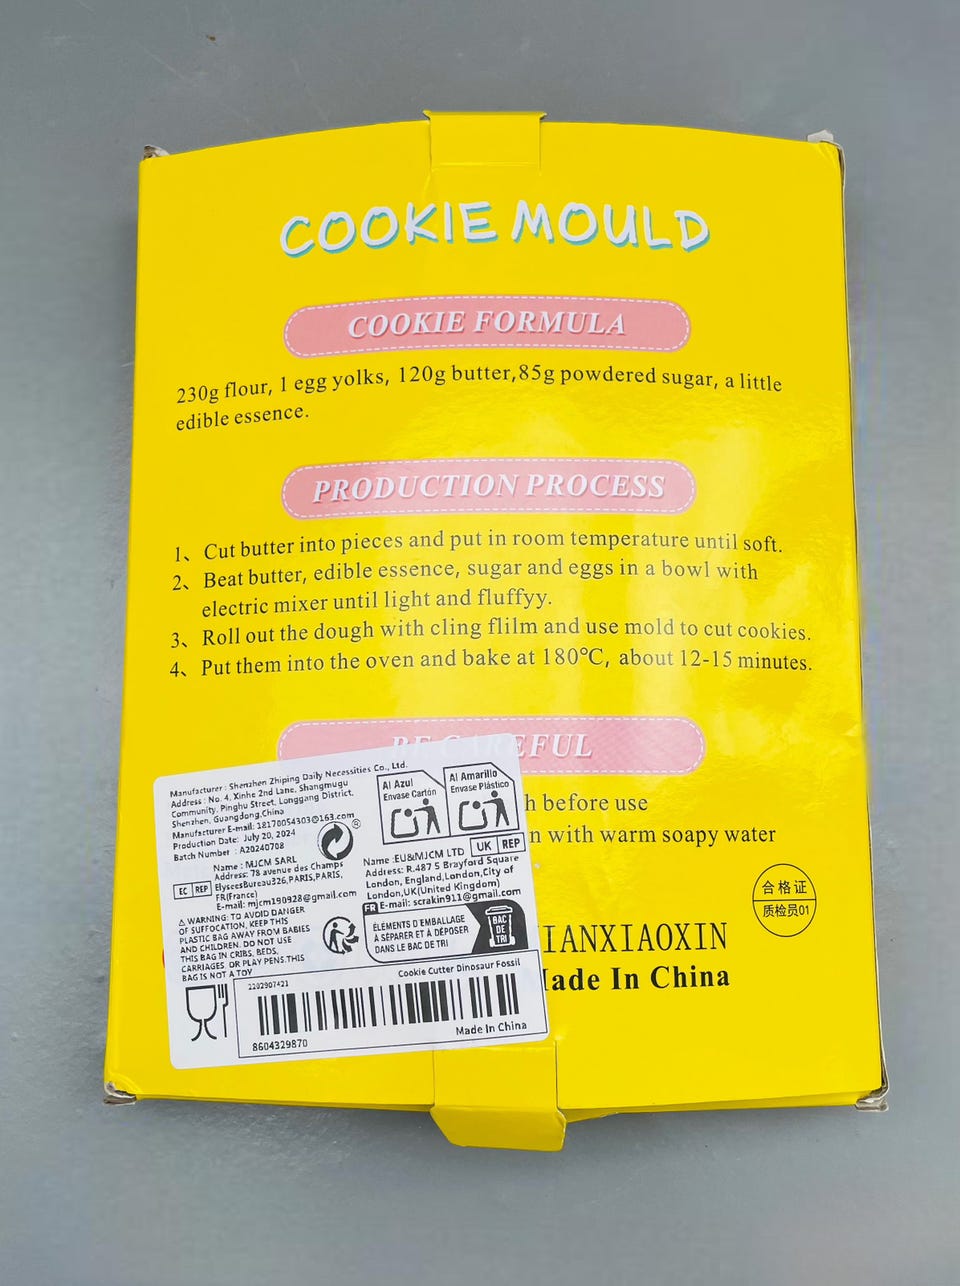 COOKIE MOULD
COOKIE FORMULA
230g flour, 1 egg yolks, 120g butter,85g powdered sugar, a little
edible essence.
PRODUCTION PROCESS
1、 Cut butter into pieces and put in room temperature until soft.
2、 Beat butter, edible essence, sugar and eggs in a bowl with
electric mixer until light and fluffyy.
3、 Roll out the dough with cling flilm and use mold to cut cookies.
4、 Put them into the oven and bake at 180℃, about 12-15 minutes.
BE CAREFUL
before use
with warm soapy water
合格证
质检员01
IANXIAOXIN
Made In China
Manufacturer : Shenzhen Zhiping Daily Necessities Co., Ltd.
Address : No. 4, Xinhe 2nd Lane, Shangmugu
Community, Pinghu Street, Longgang District,
Shenzhen, Guangdong,China
Manufacturer E-mail: 18170054303@163.com
Production Date: July 20, 2024
Batch Number : A20240708
Al Azul
Envase Cartón
Al Amarillo
Envase Plástico
EC REP
Name : MJCM SARL
Address: 78 avenue des Champs
ElyseesBureau326,PARIS,PARIS,
FR(France)
E-mail: mjcm190928@gmail.com
UK REP
Name :EU&MJCM LTD
Address: R.487 5 Brayford Square
London, England,London,City of
London,UK(United Kingdom)
E-mail: scrakin911@gmail.com
⚠ WARNING: TO AVOID DANGER
OF SUFFOCATION, KEEP THIS
PLASTIC BAG AWAY FROM BABIES
AND CHILDREN. DO NOT USE
THIS BAG IN CRIBS, BEDS,
CARRIAGES, OR PLAY PENS.THIS
BAG IS NOT A TOY
FR
ÉLÉMENTS D'EMBALLAGE
À SÉPARER ET À DÉPOSER
DANS LE BAC DE TRI
BAC
DE
TRI
2202907421
Cookie Cutter Dinosaur Fossil
8604329870
Made In China